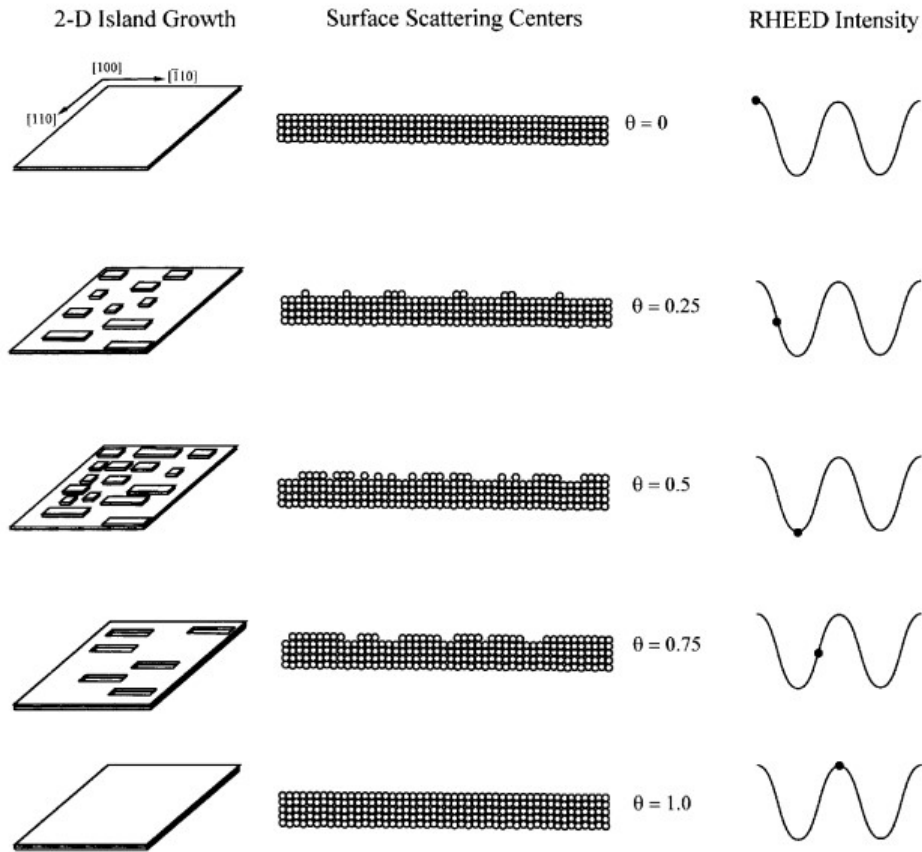 2-D Island Growth
Surface Scattering Centers
RHEED Intensity
[100]
[1̅10]
[110]
θ = 0
θ = 0.25
θ = 0.5
θ = 0.75
θ = 1.0